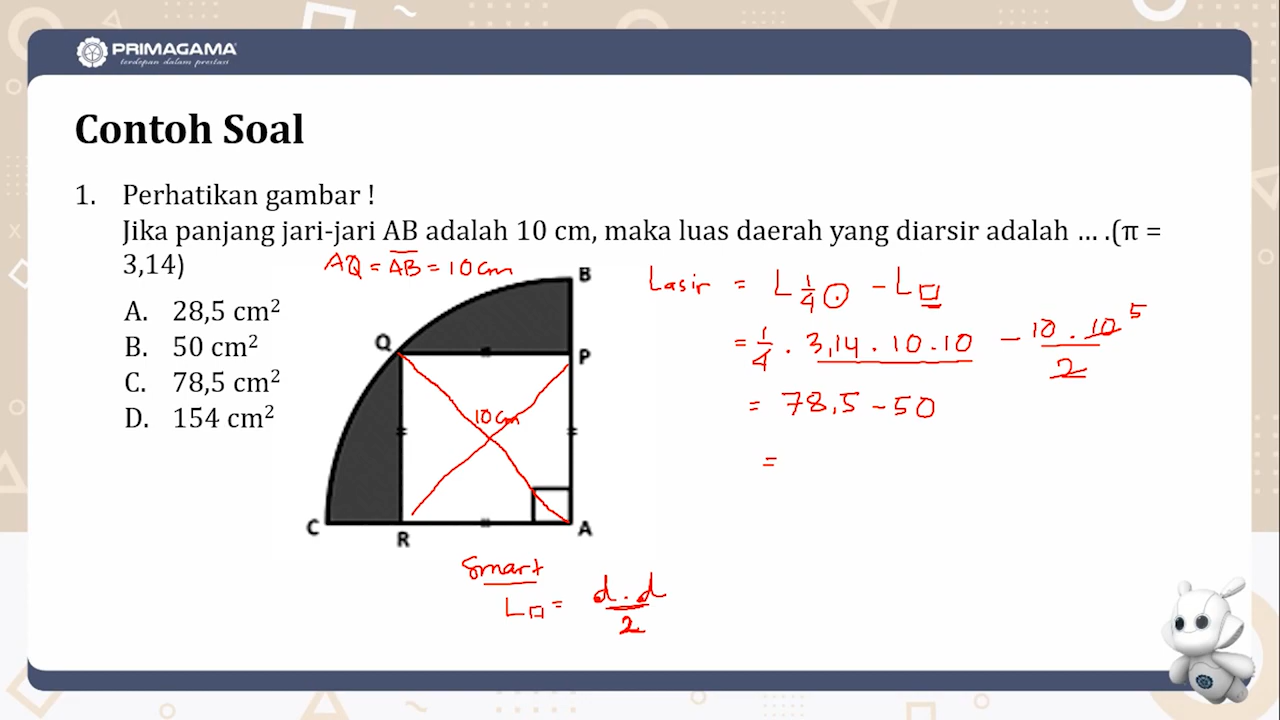 PRIMAGAMA
terdepan dalam prestasi
Contoh Soal
1. Perhatikan gambar !
Jika panjang jari-jari AB adalah 10 cm, maka luas daerah yang diarsir adalah ... .(π =
3,14)
A. 28,5 cm²
B. 50 cm²
C. 78,5 cm²
D. 154 cm²
AQ = AB = 10 cm
B
Q
P
10 cm
C
R
A
Smart
L□ = d . d / 2
Lasir = L 1/4 ⊙ - L□
= 1/4 . 3,14 . 10 . 10 - 10 . 10 / 2 5
= 78,5 - 50
=